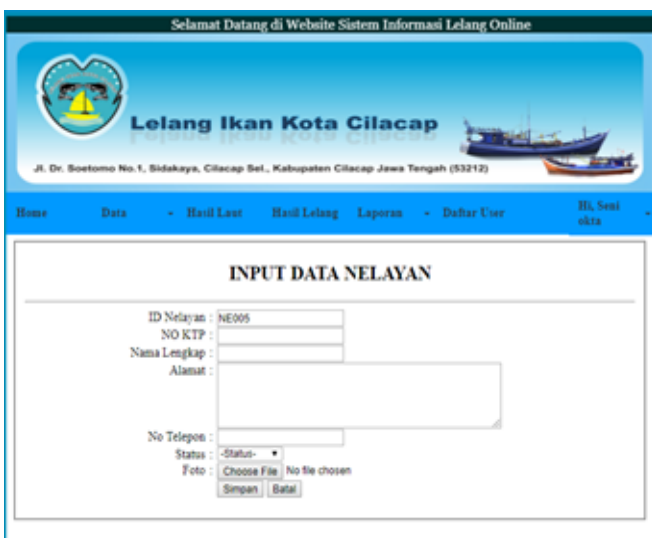 Selamat Datang di Website Sistem Informasi Lelang Online
Lelang Ikan Kota Cilacap
Jl. Dr. Soetomo No.1, Sidakaya, Cilacap Sel., Kabupaten Cilacap Jawa Tengah (53212)
Home Data Hasil Laut Hasil Lelang Laporan Daftar User Hi, Seni okta
INPUT DATA NELAYAN
ID Nelayan : NE005
NO KTP :
Nama Lengkap :
Alamat :
No Telepon :
Status : -Status-
Foto : Choose File No file chosen
Simpan Batal